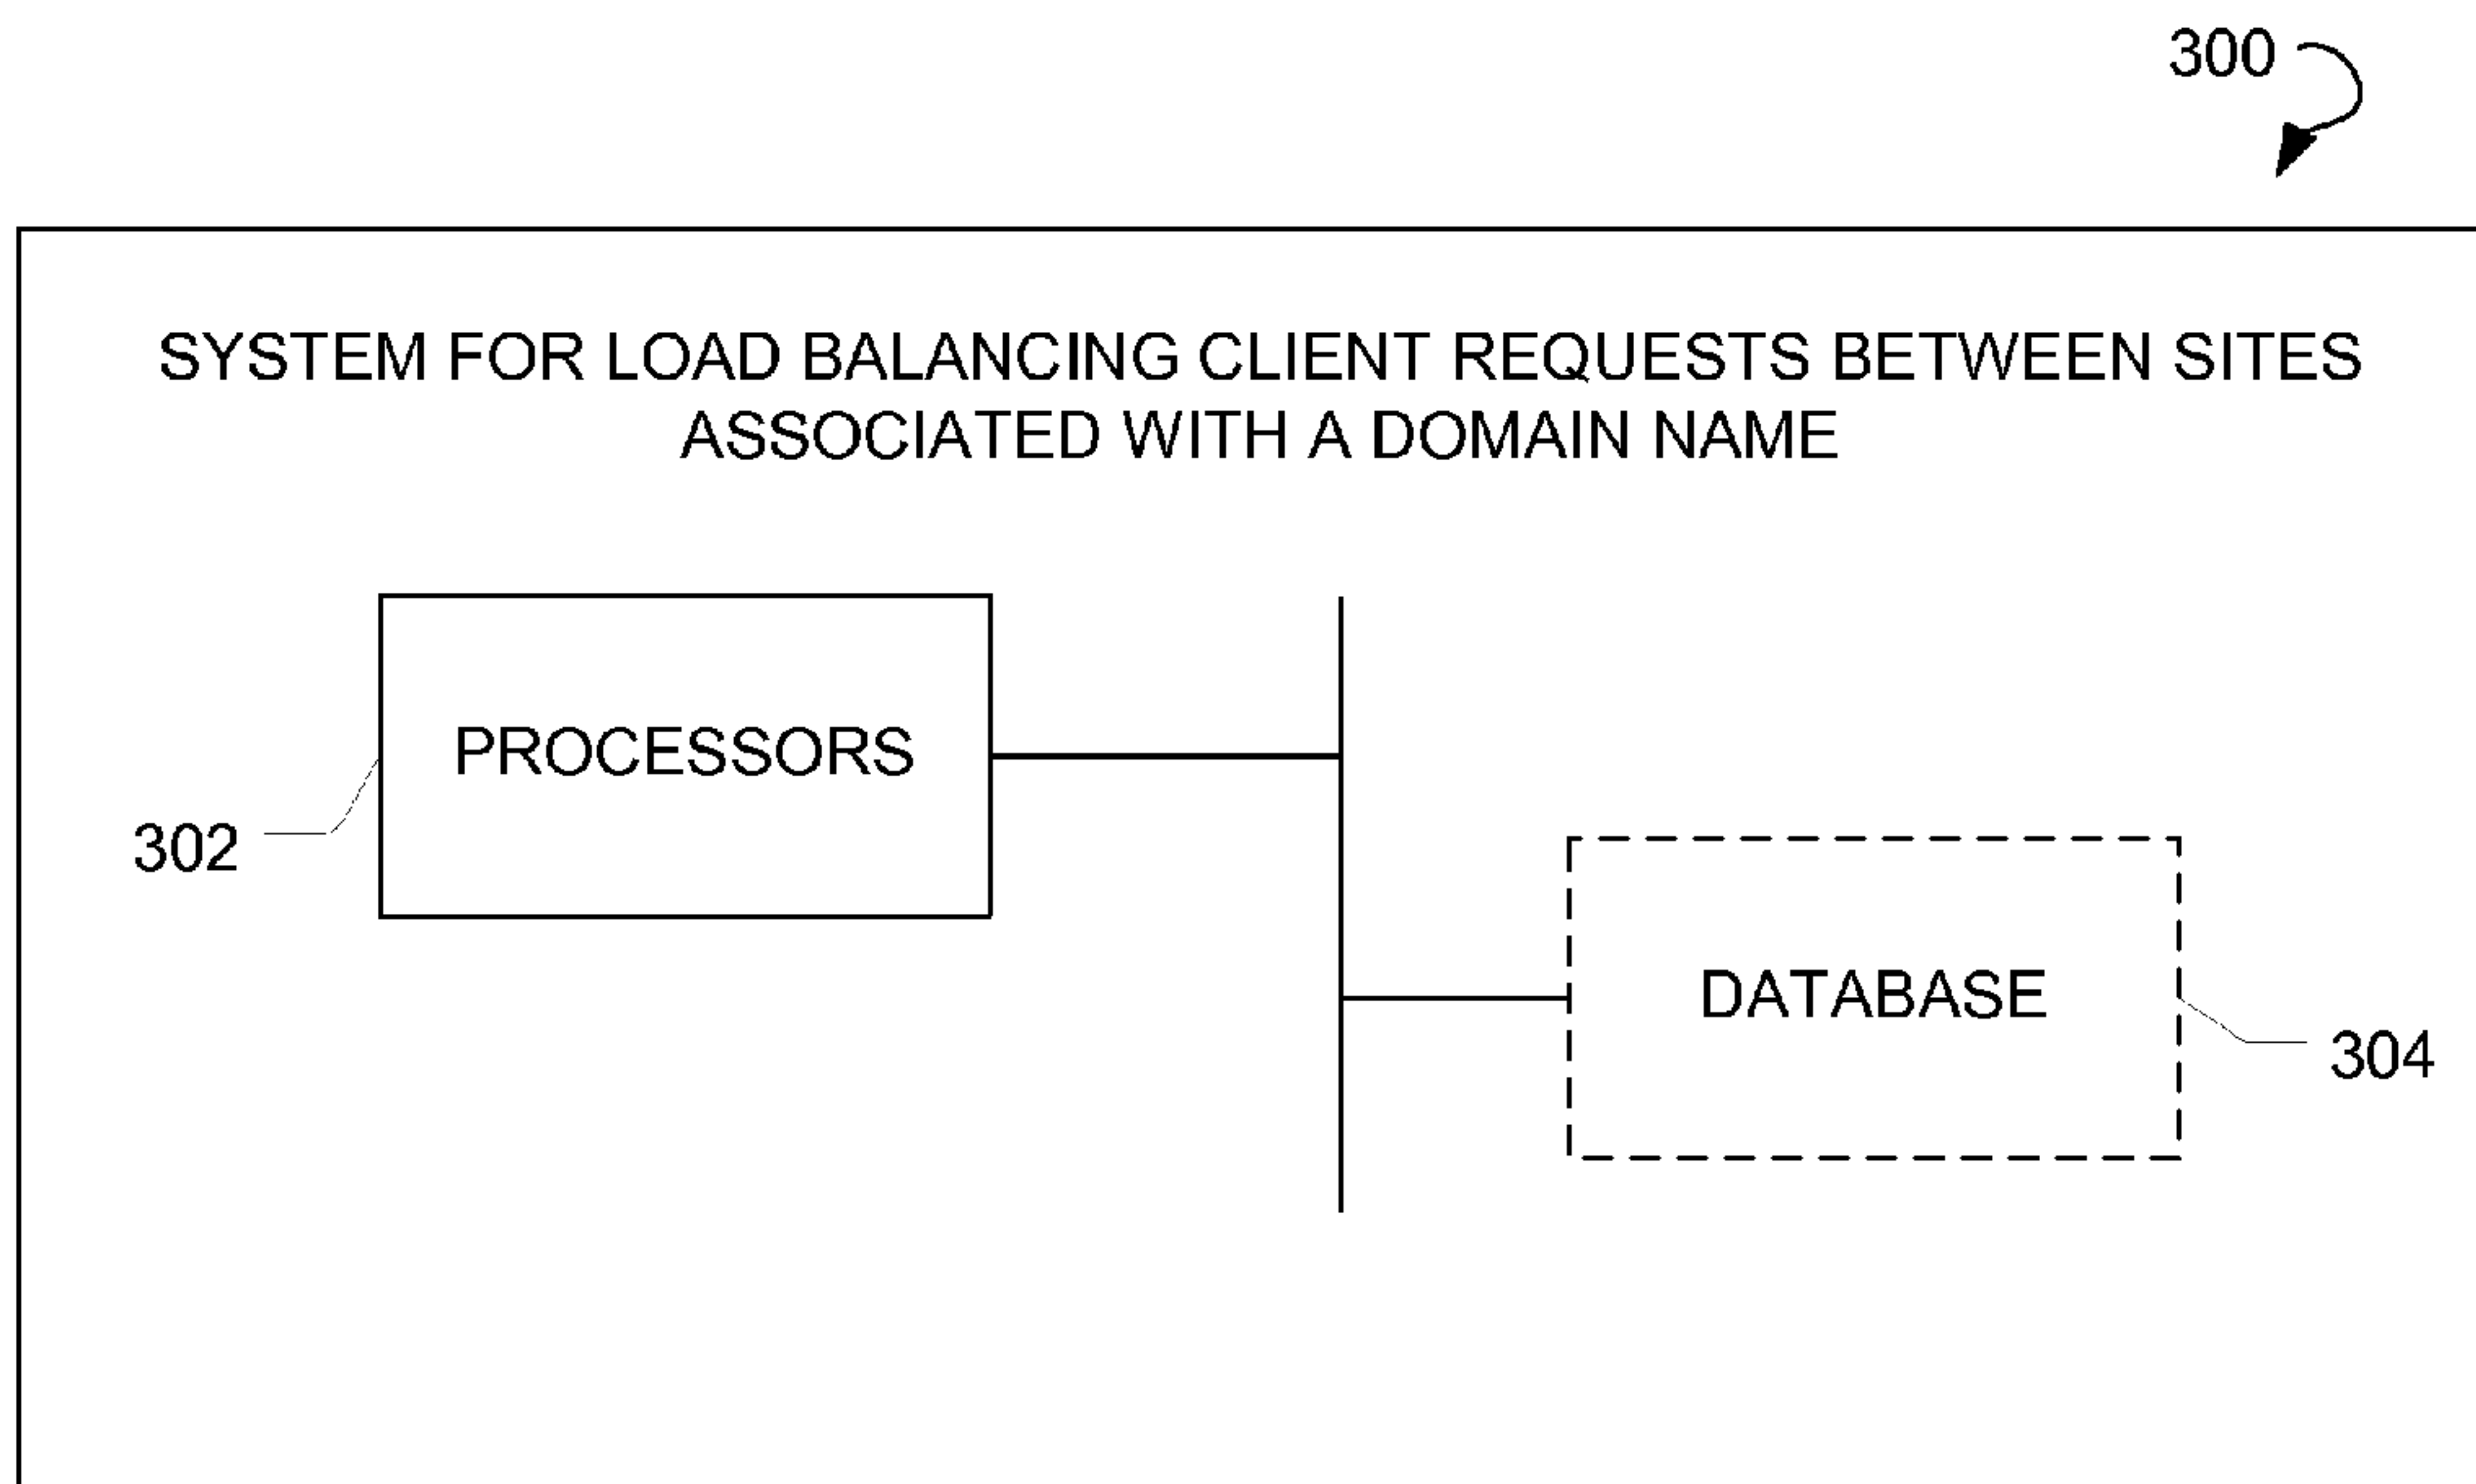 300
SYSTEM FOR LOAD BALANCING CLIENT REQUESTS BETWEEN SITES
ASSOCIATED WITH A DOMAIN NAME
PROCESSORS
302
DATABASE
304